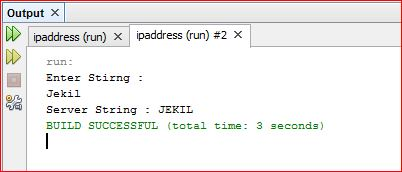 Output
ipaddress (run)
ipaddress (run) #2
run:
Enter Stirng :
Jekil
Server String : JEKIL
BUILD SUCCESSFUL (total time: 3 seconds)